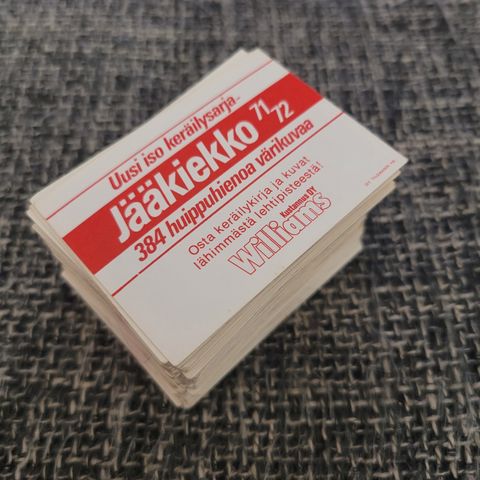 Uusi iso keräilysarja-
Jääkiekko 71
72
384 huippuhienoa värikuvaa
Osta keräilykirja ja kuvat
lähimmästä lehtipisteestä!
Kustannus OY
Williams